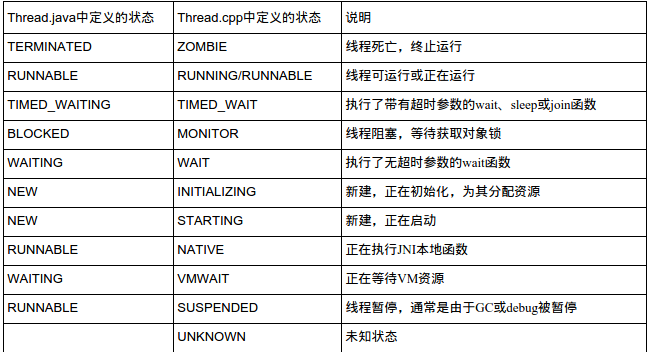 Thread.java中定义的状态 Thread.cpp中定义的状态 说明
TERMINATED ZOMBIE 线程死亡，终止运行
RUNNABLE RUNNING/RUNNABLE 线程可运行或正在运行
TIMED_WAITING TIMED_WAIT 执行了带有超时参数的wait、sleep或join函数
BLOCKED MONITOR 线程阻塞，等待获取对象锁
WAITING WAIT 执行了无超时参数的wait函数
NEW INITIALIZING 新建，正在初始化，为其分配资源
NEW STARTING 新建，正在启动
RUNNABLE NATIVE 正在执行JNI本地函数
WAITING VMWAIT 正在等待VM资源
RUNNABLE SUSPENDED 线程暂停，通常是由于GC或debug被暂停
UNKNOWN 未知状态